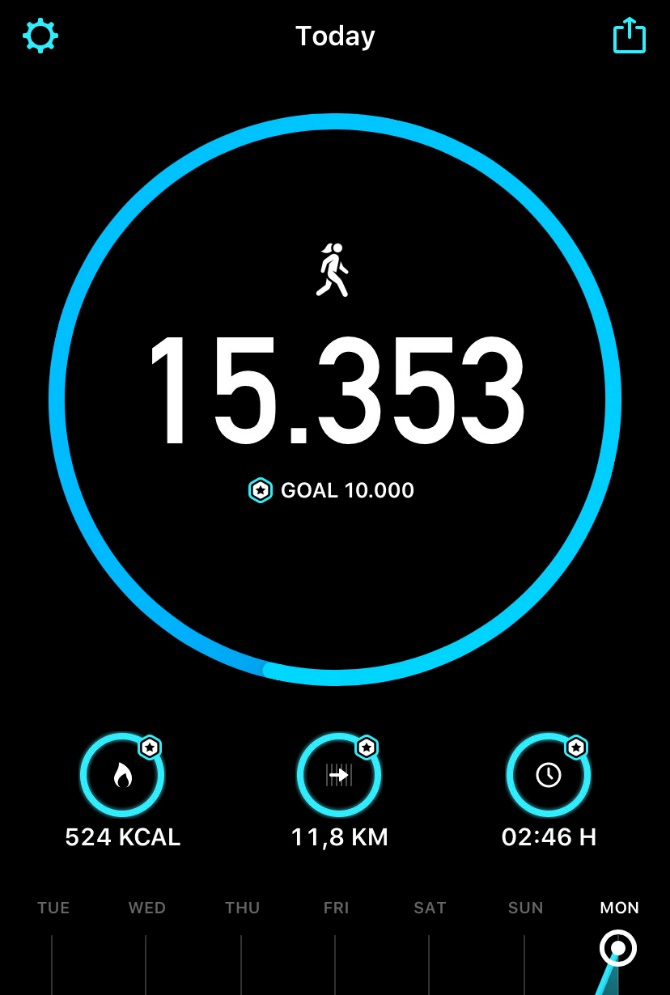 Today
15.353
GOAL 10.000
524 KCAL 11,8 KM 02:46 H
TUE WED THU FRI SAT SUN MON